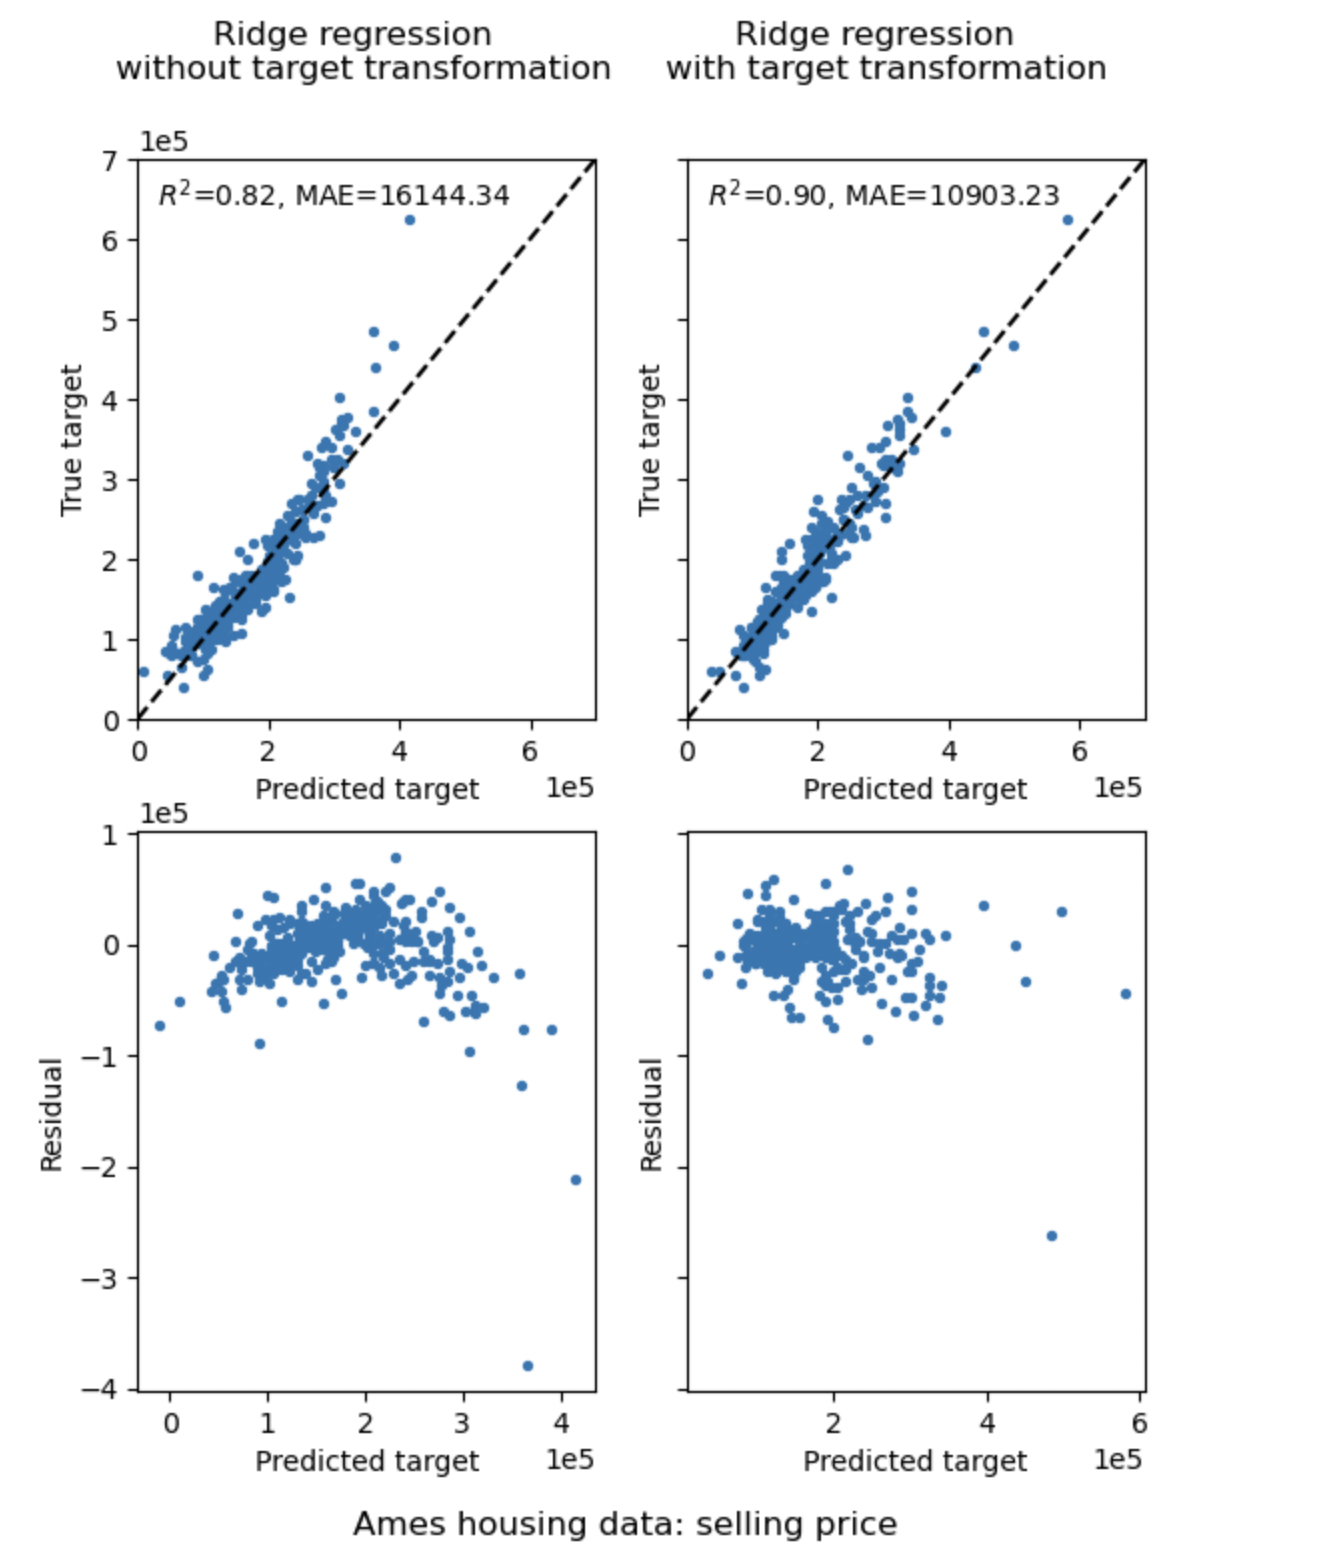 Ridge regression
without target transformation
Ridge regression
with target transformation
1e5
7
6
5
4
3
2
1
0
True target
R²=0.82, MAE=16144.34
0 2 4 6
Predicted target 1e5
True target
R²=0.90, MAE=10903.23
0 2 4 6
Predicted target 1e5
1e5
1
0
−1
−2
−3
−4
Residual
0 1 2 3 4
Predicted target 1e5
Residual
2 4 6
Predicted target 1e5
Ames housing data: selling price